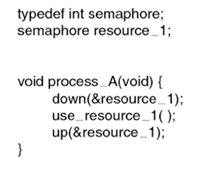 typedef int semaphore;
semaphore resource_1;
void process_A(void) {
down(&resource_1);
use_resource_1( );
up(&resource_1);
}